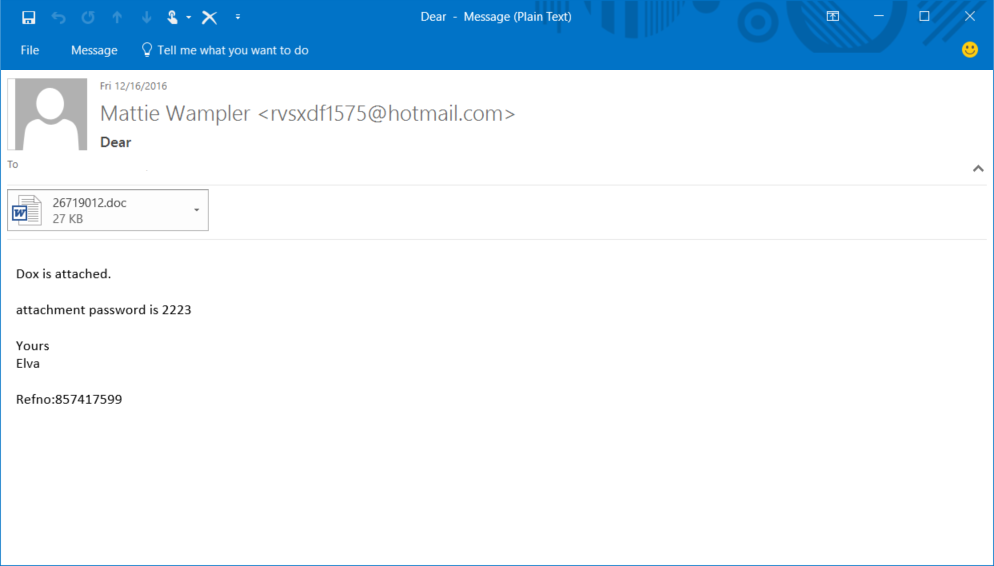 Dear - Message (Plain Text)
File Message Tell me what you want to do
Fri 12/16/2016
Mattie Wampler <rvsxdf1575@hotmail.com>
Dear
To
26719012.doc
27 KB
Dox is attached.
attachment password is 2223
Yours
Elva
Refno:857417599